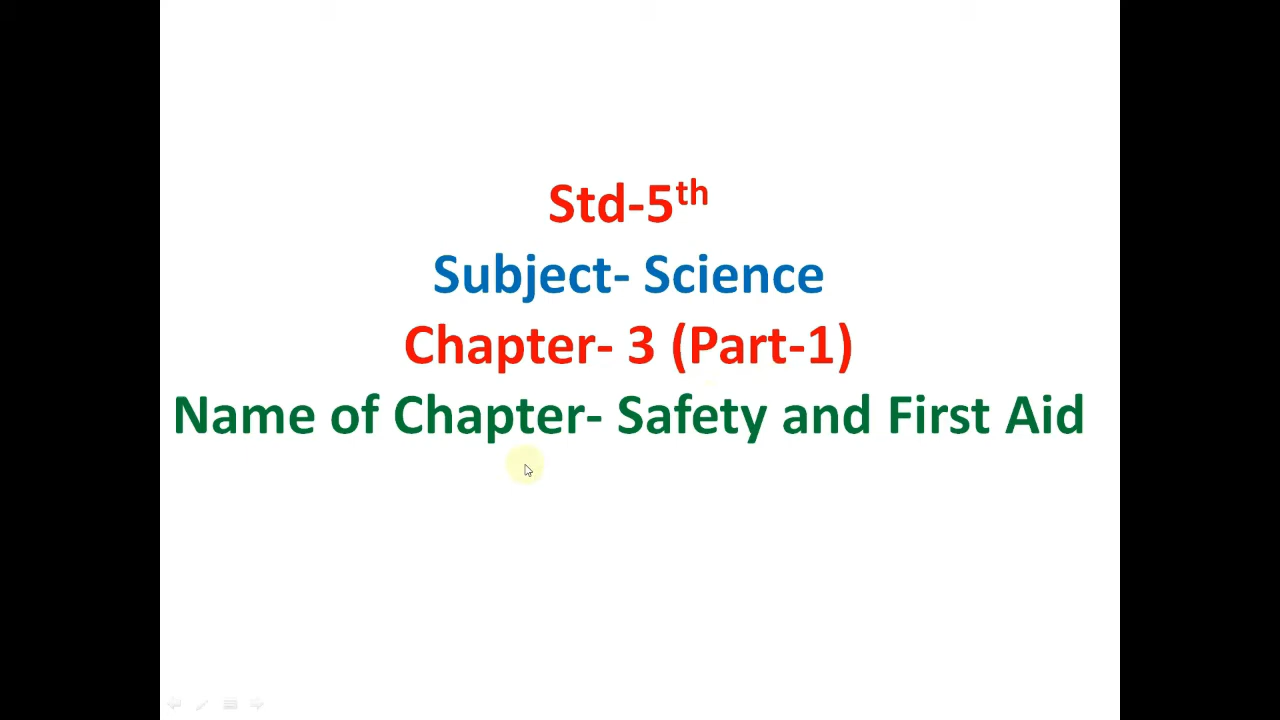 Std-5th
Subject- Science
Chapter- 3 (Part-1)
Name of Chapter- Safety and First Aid